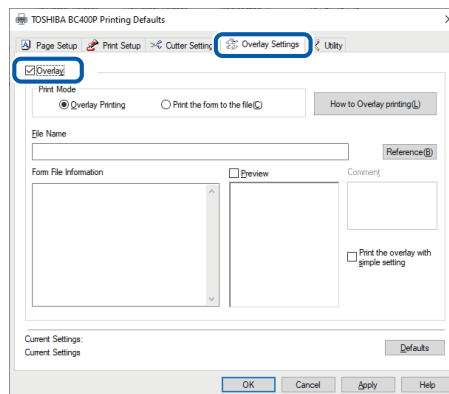 TOSHIBA BC400P Printing Defaults
Page Setup Print Setup Cutter Setting Overlay Settings Utility
Overlay
Print Mode
Overlay Printing Print the form to the file(C) How to Overlay printing(L)
File Name
Reference(B)
Form File Information Preview Comment
Print the overlay with
simple setting
Current Settings:
Current Settings
Defaults
OK Cancel Apply Help